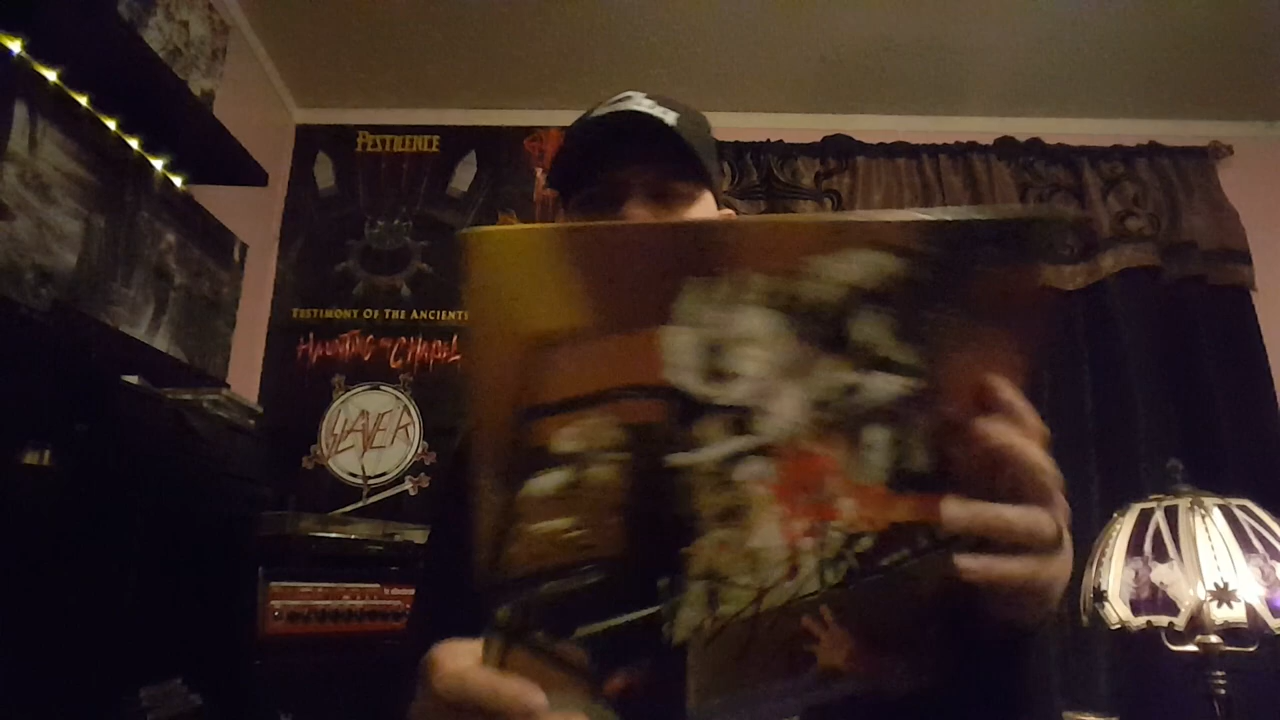 PESTILENCE
TESTIMONY OF THE ANCIENTS
HAUNTING THE CHAPEL
SLAYER